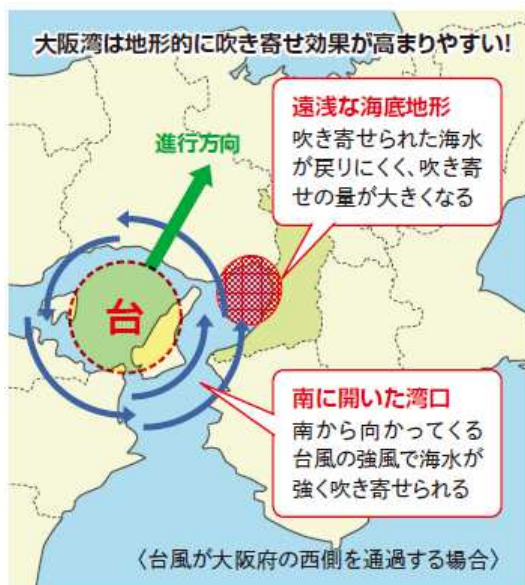 大阪湾は地形的に吹き寄せ効果が高まりやすい!
遠浅な海底地形
吹き寄せられた海水
が戻りにくく、吹き寄
せの量が大きくなる
進行方向
台
南に開いた湾口
南から向かってくる
台風の強風で海水が
強く吹き寄せられる
〈台風が大阪府の西側を通過する場合〉